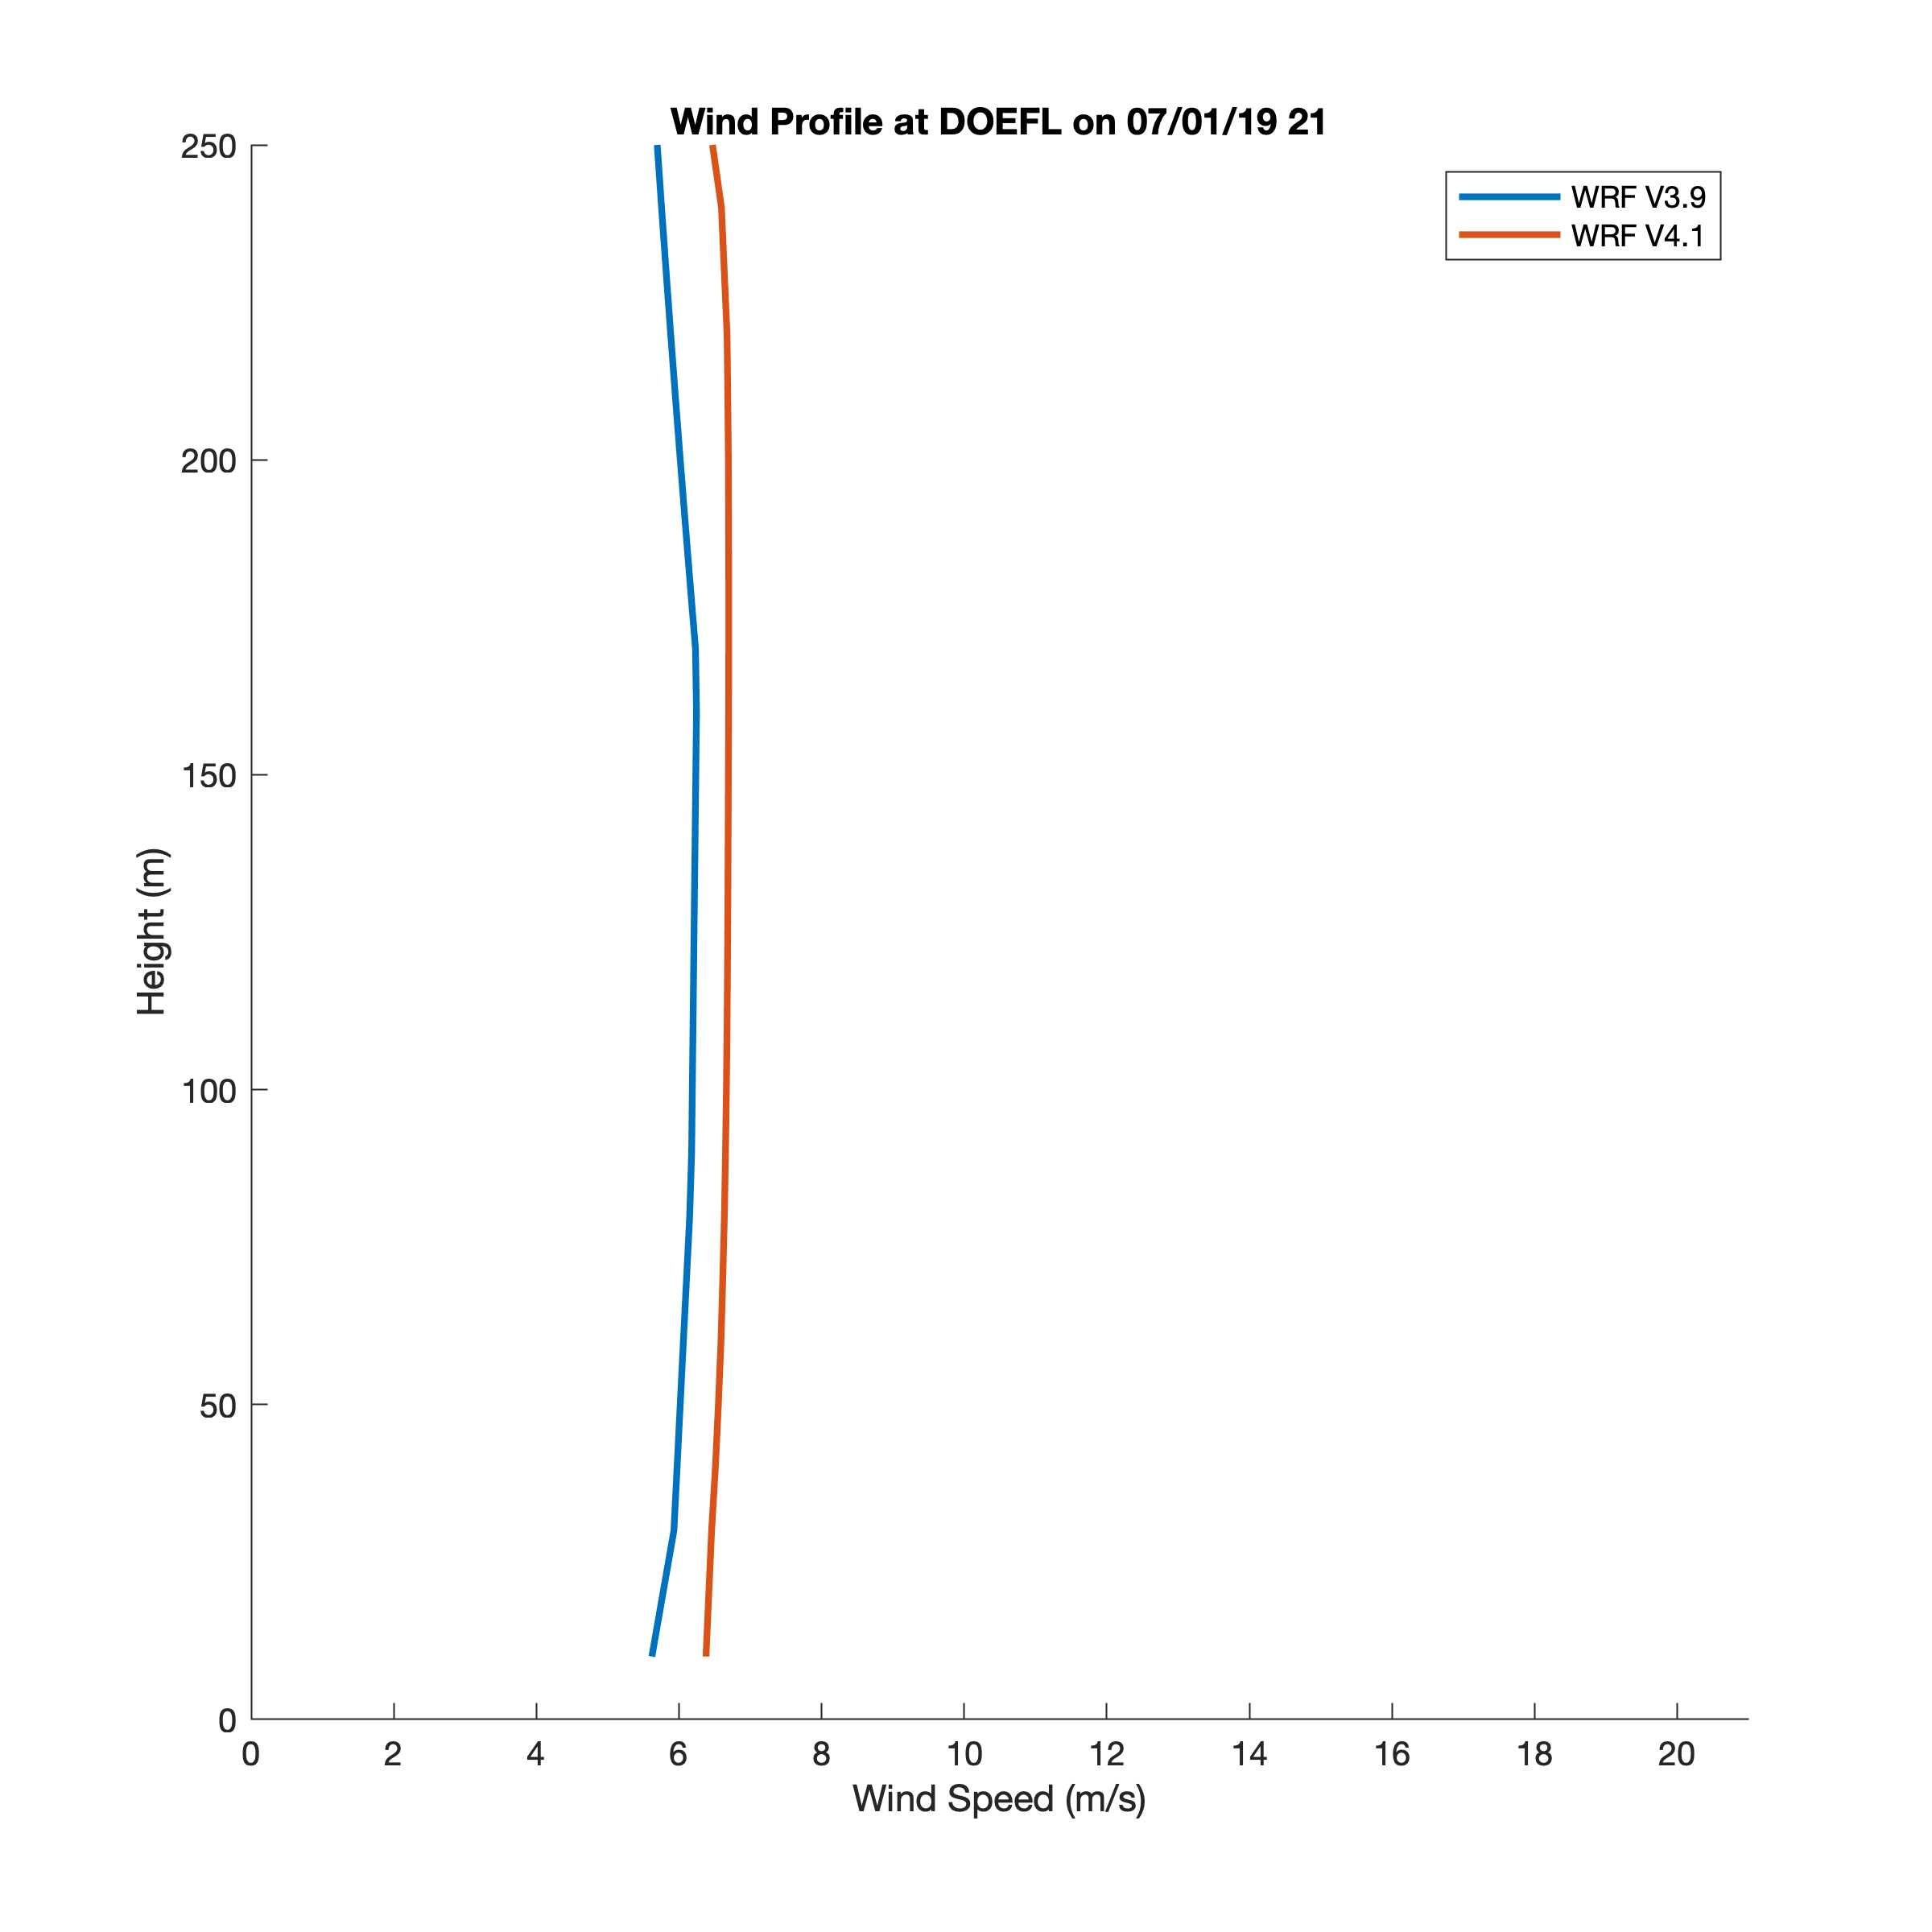 Wind Profile at DOEFL on 07/01/19 21
WRF V3.9
WRF V4.1
250
200
150
100
50
0
Height (m)
0 2 4 6 8 10 12 14 16 18 20
Wind Speed (m/s)